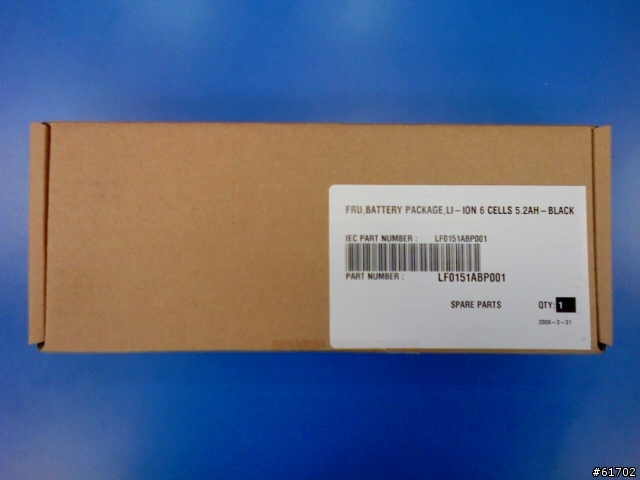 FRU,BATTERY PACKAGE,LI-ION 6 CELLS 5.2AH-BLACK
IEC PART NUMBER : LF0151ABP001
PART NUMBER : LF0151ABP001
SPARE PARTS QTY: 1
2008-3-31
#61702